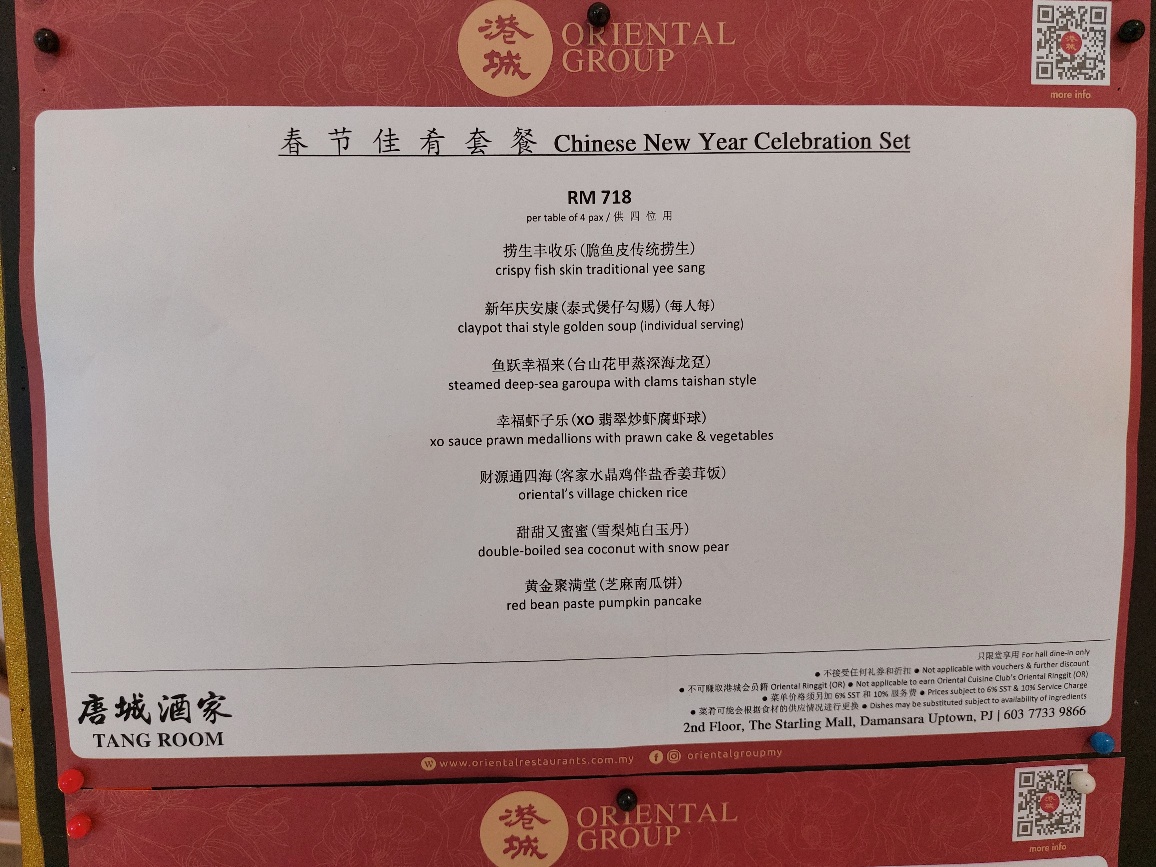 港城
ORIENTAL
GROUP
more info
春节佳肴套餐 Chinese New Year Celebration Set
RM 718
per table of 4 pax / 供四位用
捞生丰收乐(脆鱼皮传统捞生)
crispy fish skin traditional yee sang
新年庆安康(泰式煲仔勾赐) (每人每)
claypot thai style golden soup (individual serving)
鱼跃幸福来(台山花甲蒸深海龙趸)
steamed deep-sea garoupa with clams taishan style
幸福虾子乐(XO 翡翠炒虾腐虾球)
xo sauce prawn medallions with prawn cake & vegetables
财源通四海(客家水晶鸡伴盐香姜茸饭)
oriental's village chicken rice
甜甜又蜜蜜(雪梨炖白玉丹)
double-boiled sea coconut with snow pear
黄金聚满堂(芝麻南瓜饼)
red bean paste pumpkin pancake
只限堂享用 For hall dine-in only
● 不接受任何礼券和折扣 ● Not applicable with vouchers & further discount
● 不可赚取港城会员籍 Oriental Ringgit (OR) ● Not applicable to earn Oriental Cuisine Club's Oriental Ringgit (OR)
● 菜单价格须另加 6% SST 和 10% 服务费 ● Prices subject to 6% SST & 10% Service Charge
● 菜肴可能会根据食材的供应情况进行更换 ● Dishes may be substituted subject to availability of ingredients
2nd Floor, The Starling Mall, Damansara Uptown, PJ | 603 7733 9866
唐城酒家
TANG ROOM
www.orientalrestaurants.com.my orientalgroupmy
港城
ORIENTAL
GROUP
more info